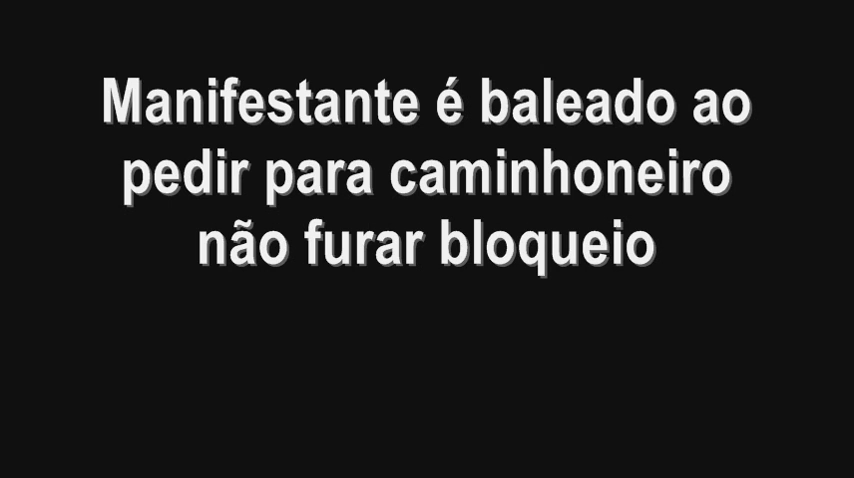 Manifestante é baleado ao
pedir para caminhoneiro
não furar bloqueio